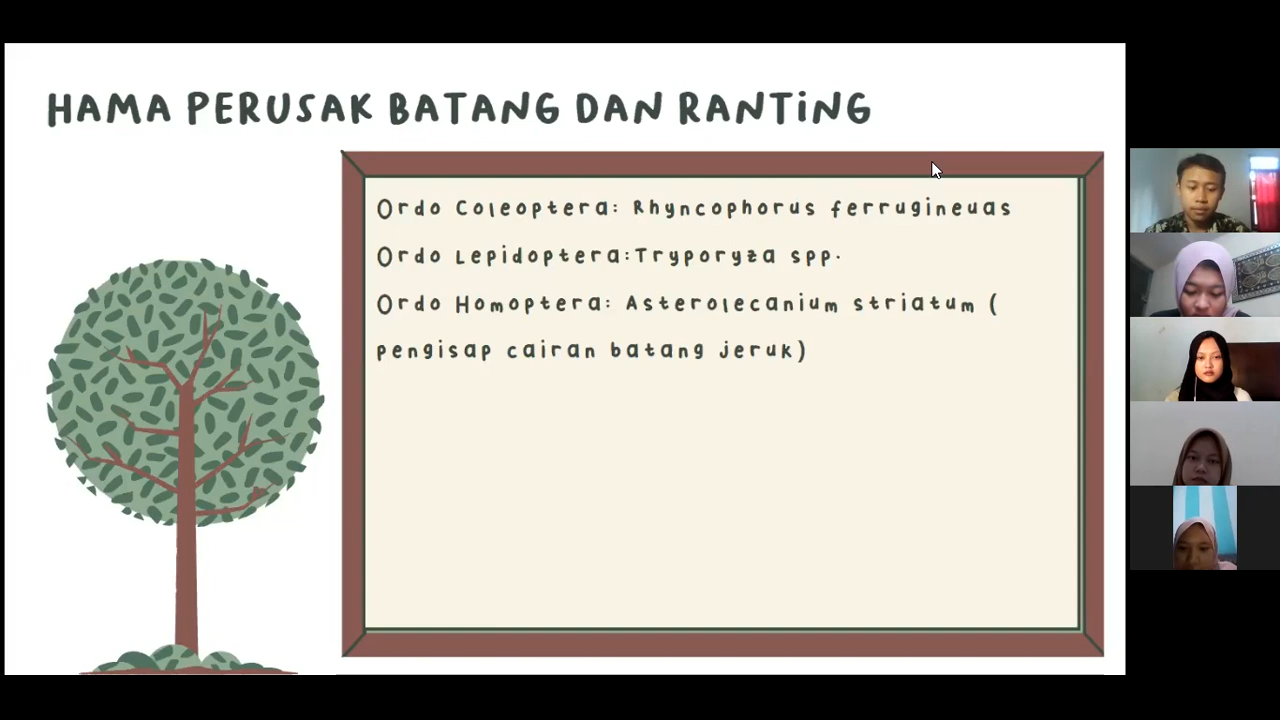 HAMA PERUSAK BATANG DAN RANTING
Ordo Coleoptera: Rhyncophorus ferrugineuas
Ordo Lepidoptera:Tryporyza spp.
Ordo Homoptera: Asterolecanium striatum (
pengisap cairan batang jeruk)